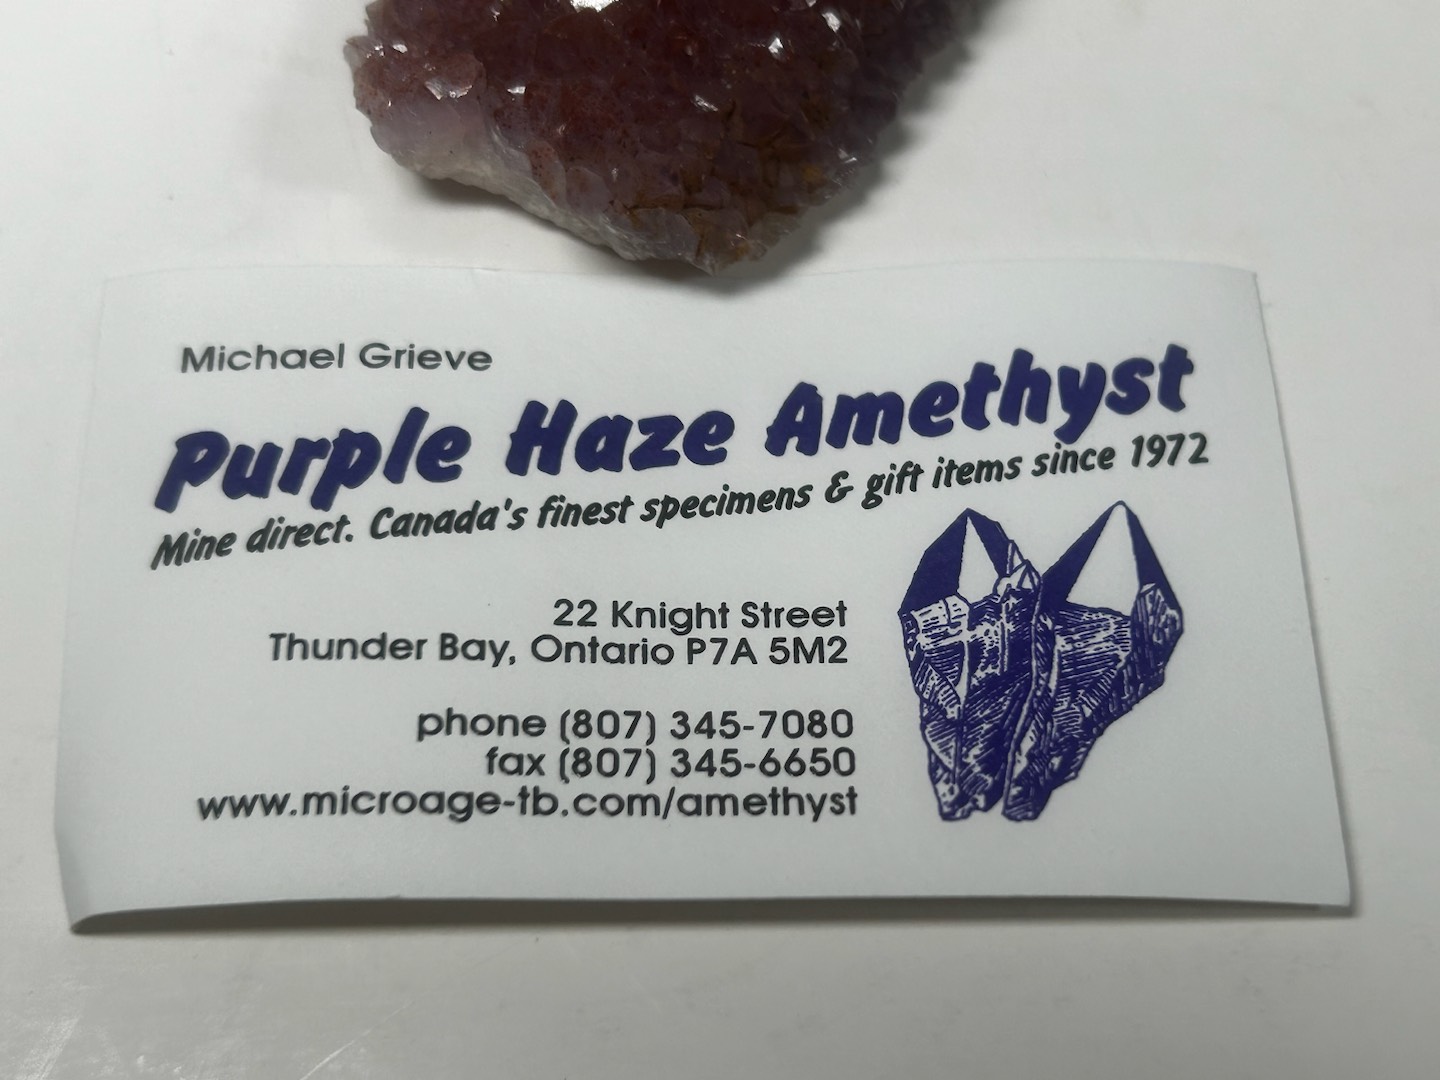 Michael Grieve
Purple Haze Amethyst
Mine direct. Canada's finest specimens & gift items since 1972
22 Knight Street
Thunder Bay, Ontario P7A 5M2
phone (807) 345-7080
fax (807) 345-6650
www.microage-tb.com/amethyst